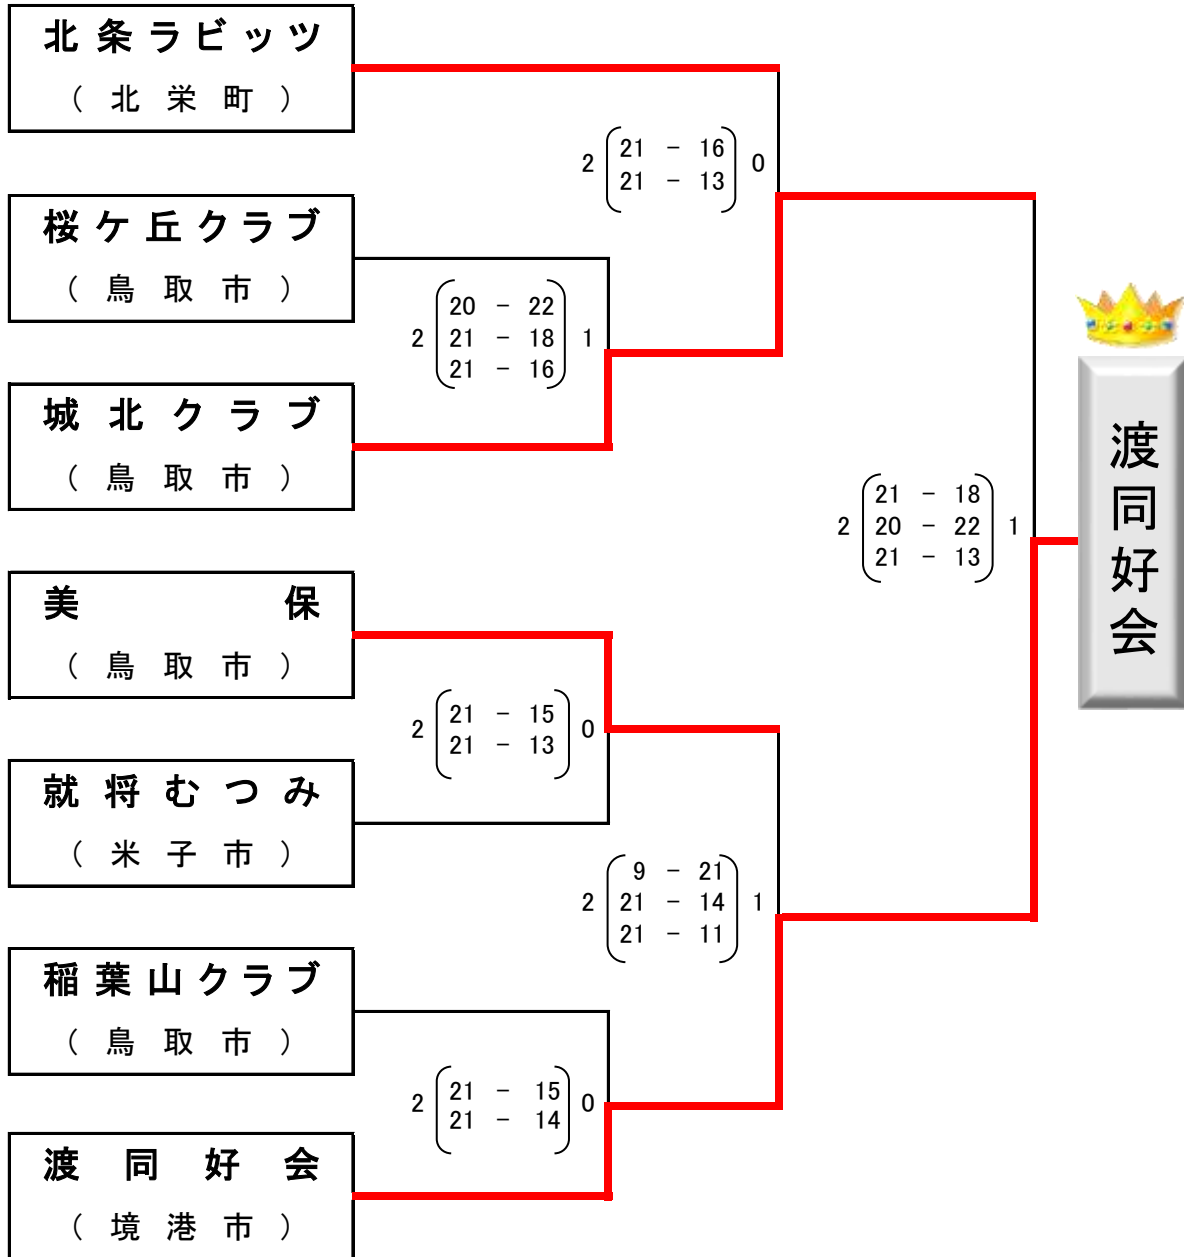 北条ラビッツ
（ 北 栄 町 ）
2 21 － 16 0
21 － 13
桜ケ丘クラブ
（ 鳥 取 市 ）
20 － 22
2 21 － 18 1
21 － 16
城北クラブ
（ 鳥 取 市 ）
21 － 18
2 20 － 22 1
21 － 13
渡同好会
美保
（ 鳥 取 市 ）
2 21 － 15 0
21 － 13
就将むつみ
（ 米 子 市 ）
9 － 21
2 21 － 14 1
21 － 11
稲葉山クラブ
（ 鳥 取 市 ）
2 21 － 15 0
21 － 14
渡同好会
（ 境 港 市 ）